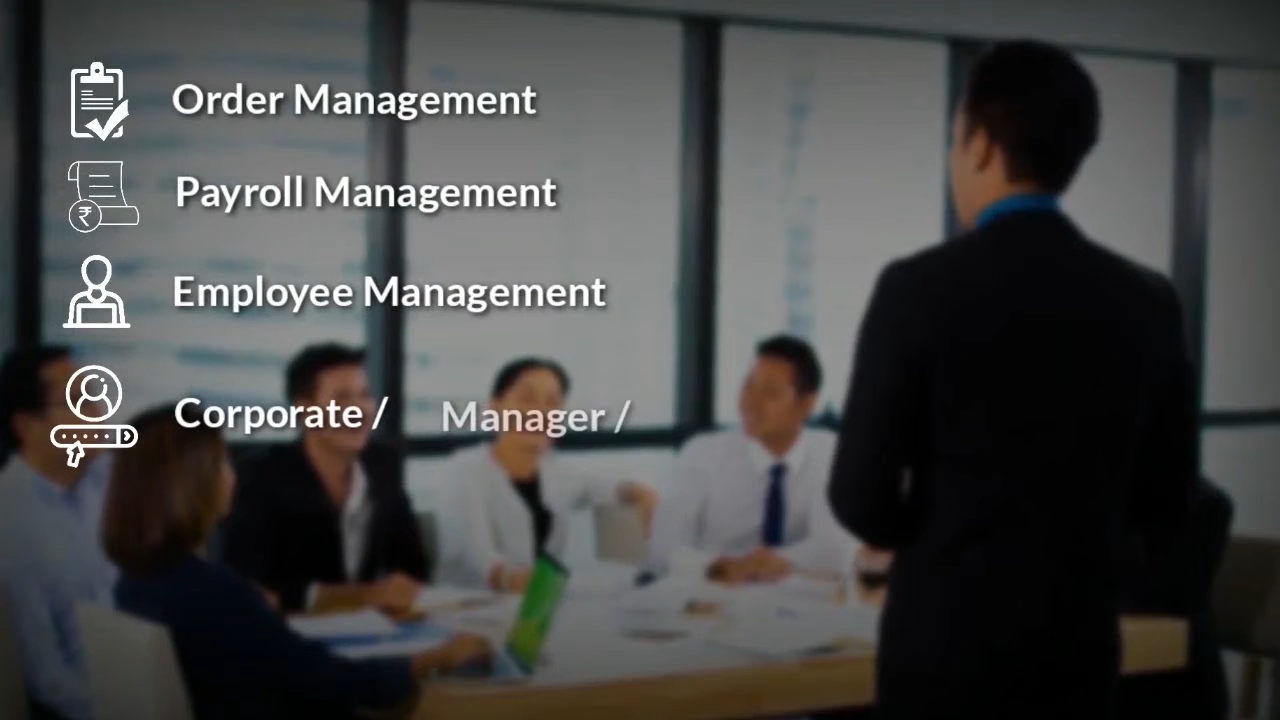 Order Management
₹
Payroll Management
Employee Management
Corporate / Manager /